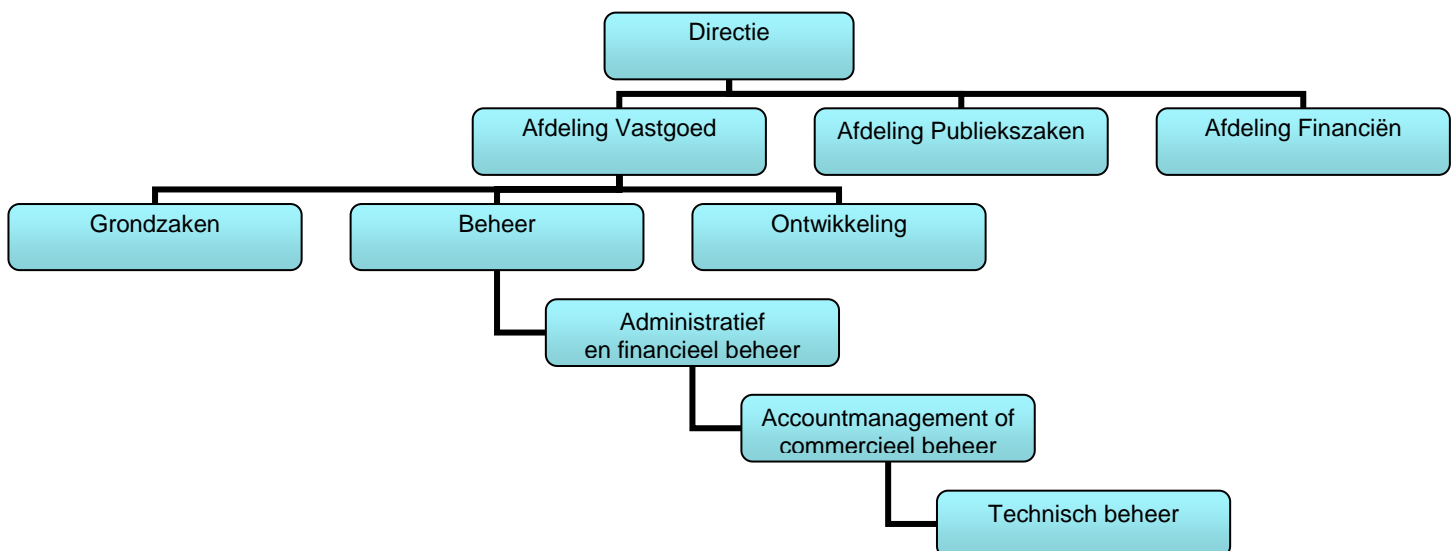 Directie
Afdeling Vastgoed
Afdeling Publiekszaken
Afdeling Financiën
Grondzaken
Beheer
Ontwikkeling
Administratief
en financieel beheer
Accountmanagement of
commercieel beheer
Technisch beheer